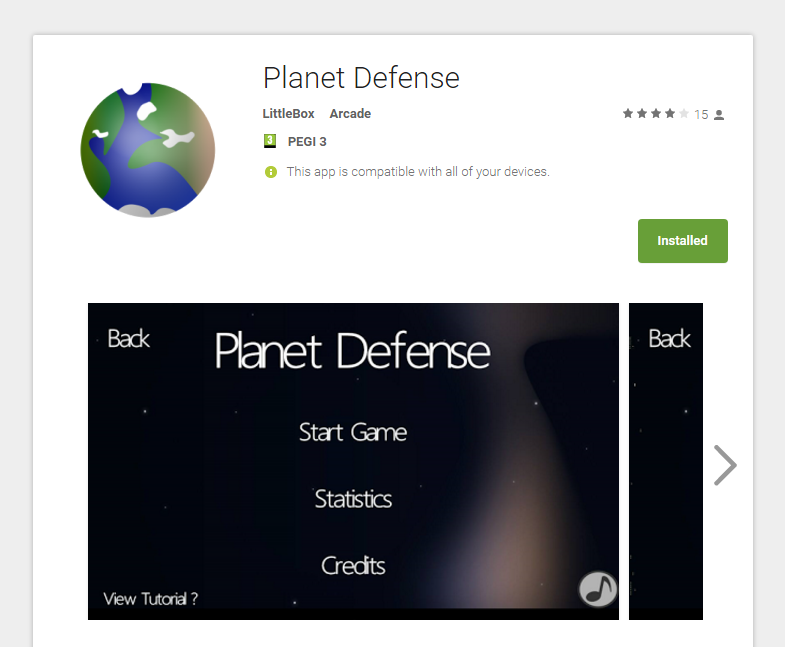 Planet Defense
LittleBox Arcade 15
3 PEGI 3
This app is compatible with all of your devices.
Installed
Back
Planet Defense
Start Game
Statistics
Credits
View Tutorial ?
Back